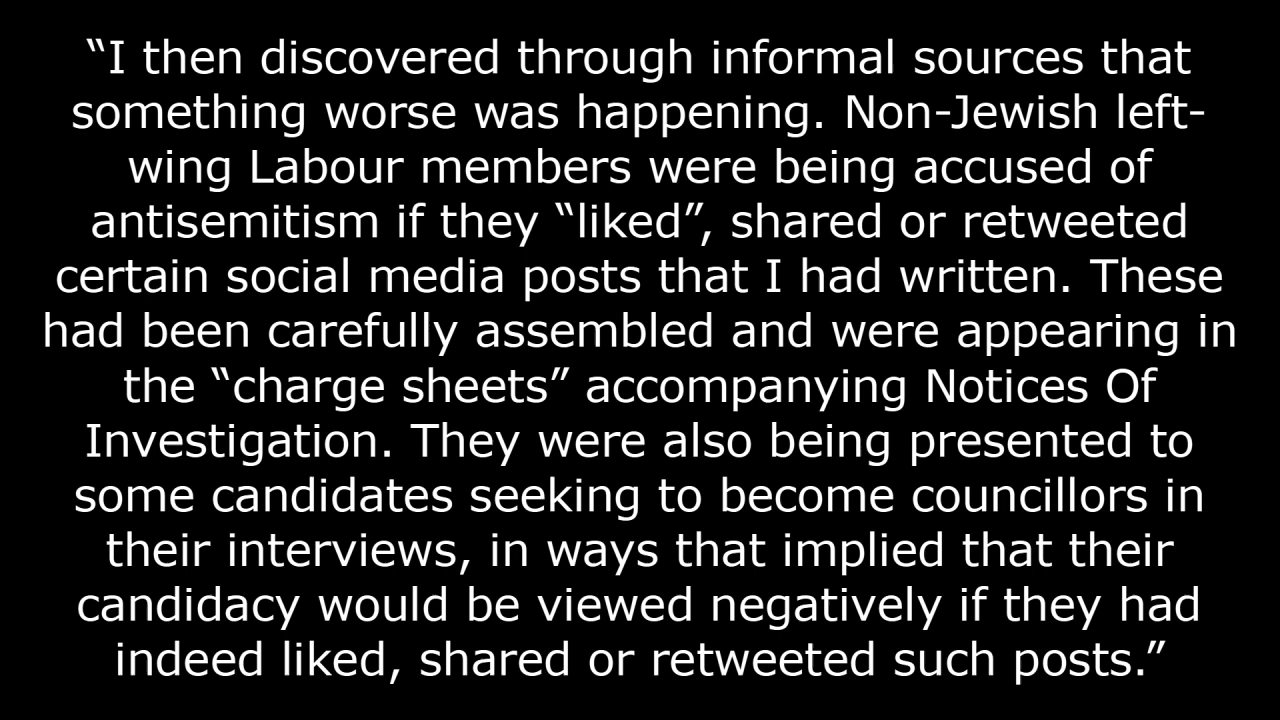 “I then discovered through informal sources that
something worse was happening. Non-Jewish left-
wing Labour members were being accused of
antisemitism if they “liked”, shared or retweeted
certain social media posts that I had written. These
had been carefully assembled and were appearing in
the “charge sheets” accompanying Notices Of
Investigation. They were also being presented to
some candidates seeking to become councillors in
their interviews, in ways that implied that their
candidacy would be viewed negatively if they had
indeed liked, shared or retweeted such posts.”